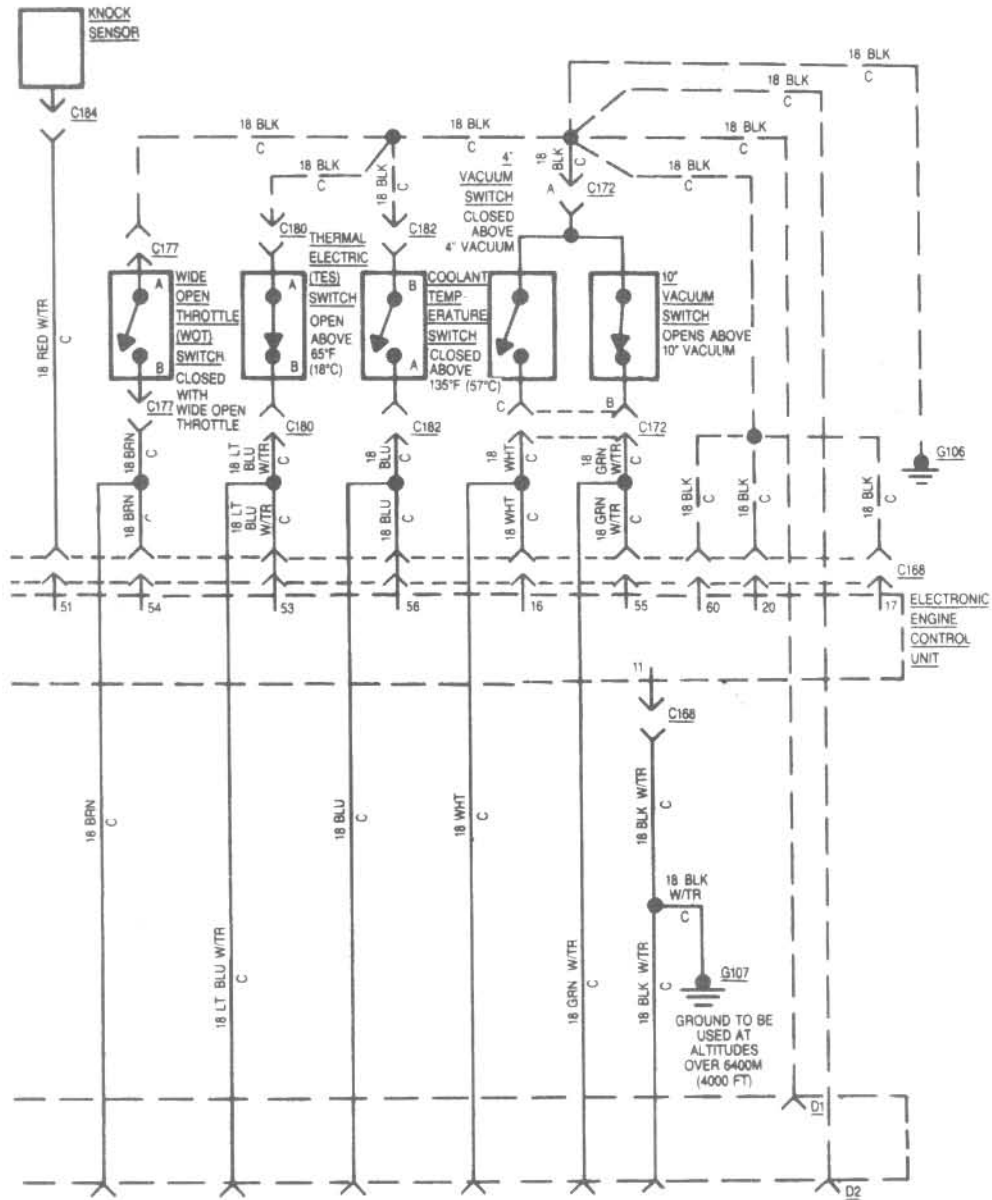 KNOCK
SENSOR
C184
18 RED W/TR
C
18 BLK
C
18 BLK
C
18 BLK
C
18 BLK
C
18 BLK
C
18 BLK
C
18 BLK
C
18 BLK
C
18 BLK
C
C177
A
B
WIDE
OPEN
THROTTLE
(WOT)
SWITCH
CLOSED
WITH
WIDE OPEN
THROTTLE
C177
C180
A
B
THERMAL
ELECTRIC
(TES)
SWITCH
OPEN
ABOVE
65°F
(18°C)
C180
C182
B
A
COOLANT
TEMP
ERATURE
SWITCH
CLOSED
ABOVE
135°F (57°C)
C182
4"
VACUUM
SWITCH
CLOSED
ABOVE
4" VACUUM
A
C172
10"
VACUUM
SWITCH
OPENS ABOVE
10" VACUUM
C
B
C172
G106
18 BRN
C
18 BRN
C
18 LT
BLU
W/TR
C
18 LT
BLU
W/TR
C
18
BLU
C
18 BLU
C
18
WHT
C
18 WHT
C
18
GRN
W/TR
C
18 GRN
W/TR
C
18 BLK
C
18 BLK
C
18 BLK
C
C168
51
54
53
56
16
55
60
20
17
ELECTRONIC
ENGINE
CONTROL
UNIT
11
C168
18 BRN
C
18 LT BLU W/TR
C
18 BLU
C
18 WHT
C
18 GRN W/TR
C
18 BLK W/TR
C
18 BLK
W/TR
C
18 BLK W/TR
C
G107
GROUND TO BE
USED AT
ALTITUDES
OVER 6400M
(4000 FT)
D1
D2